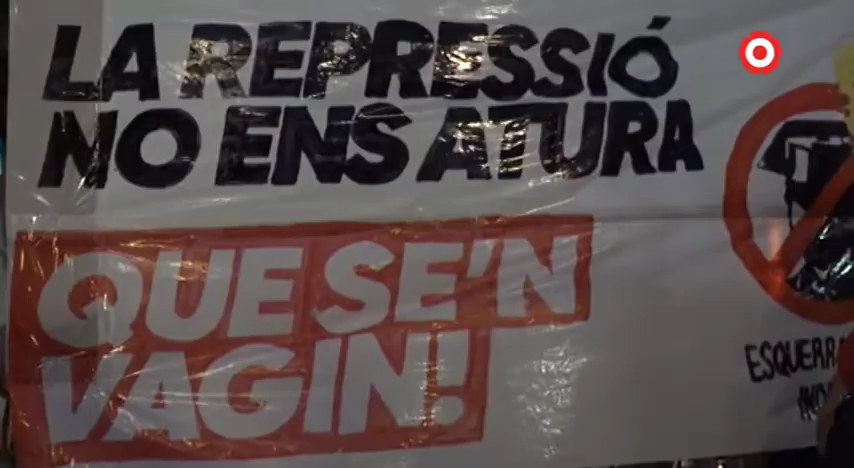 LA REPRESSIÓ
NO ENS ATURA
QUE SE'N
VAGIN!
ESQUERRA